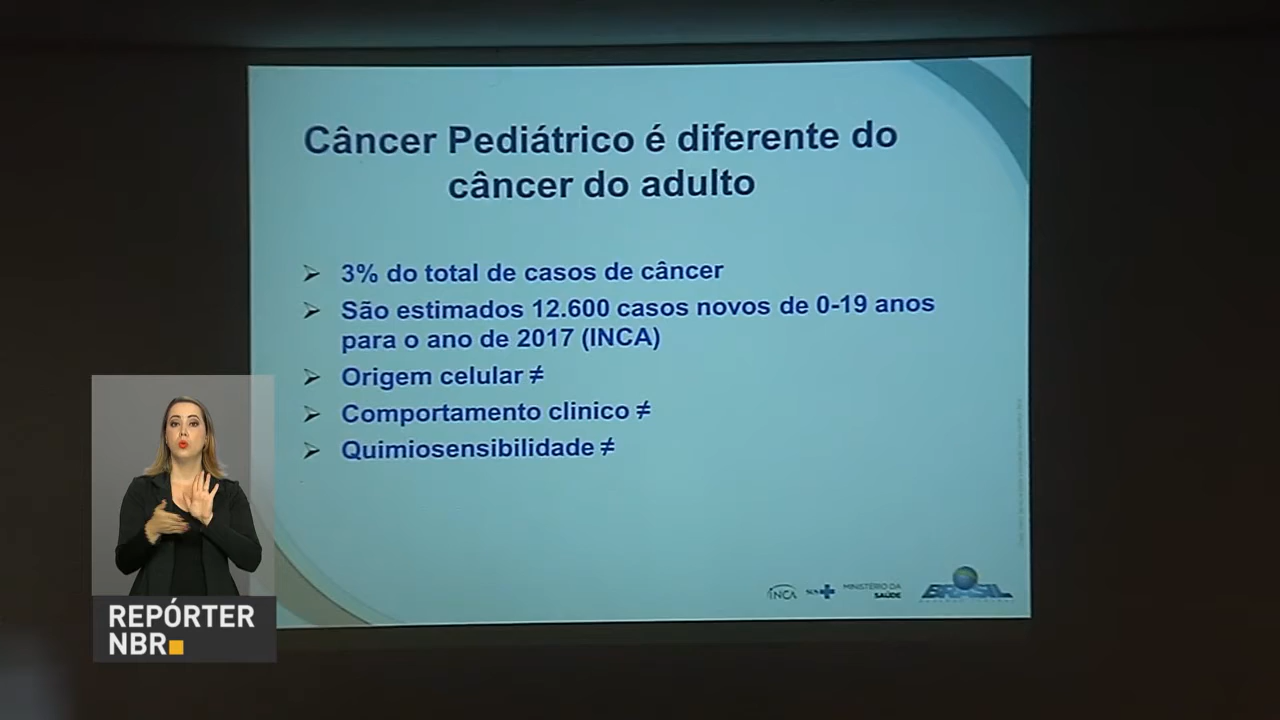 Câncer Pediátrico é diferente do
câncer do adulto
➢ 3% do total de casos de câncer
➢ São estimados 12.600 casos novos de 0-19 anos
para o ano de 2017 (INCA)
➢ Origem celular ≠
➢ Comportamento clinico ≠
➢ Quimiosensibilidade ≠
INCA
SUS
MINISTÉRIO DA
SAÚDE
BRASIL
REPÓRTER
NBR